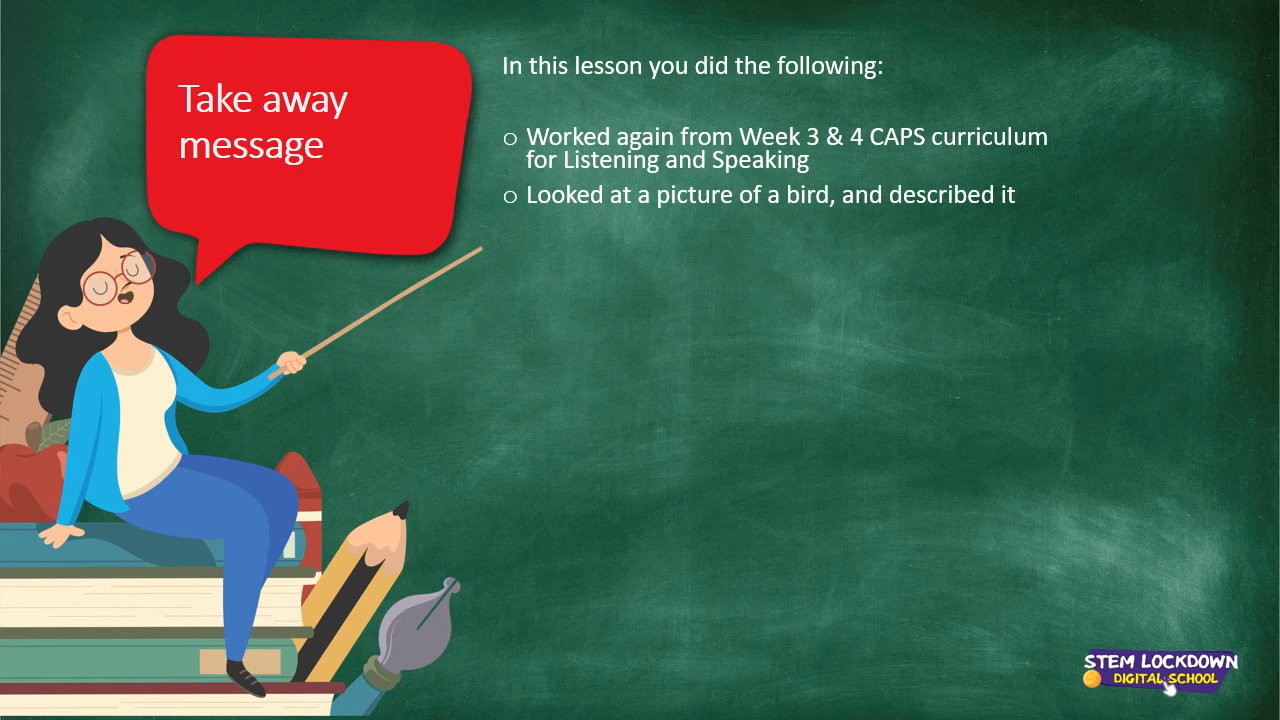 Take away
message
In this lesson you did the following:
o Worked again from Week 3 & 4 CAPS curriculum
for Listening and Speaking
o Looked at a picture of a bird, and described it
STEM LOCKDOWN
DIGITAL SCHOOL